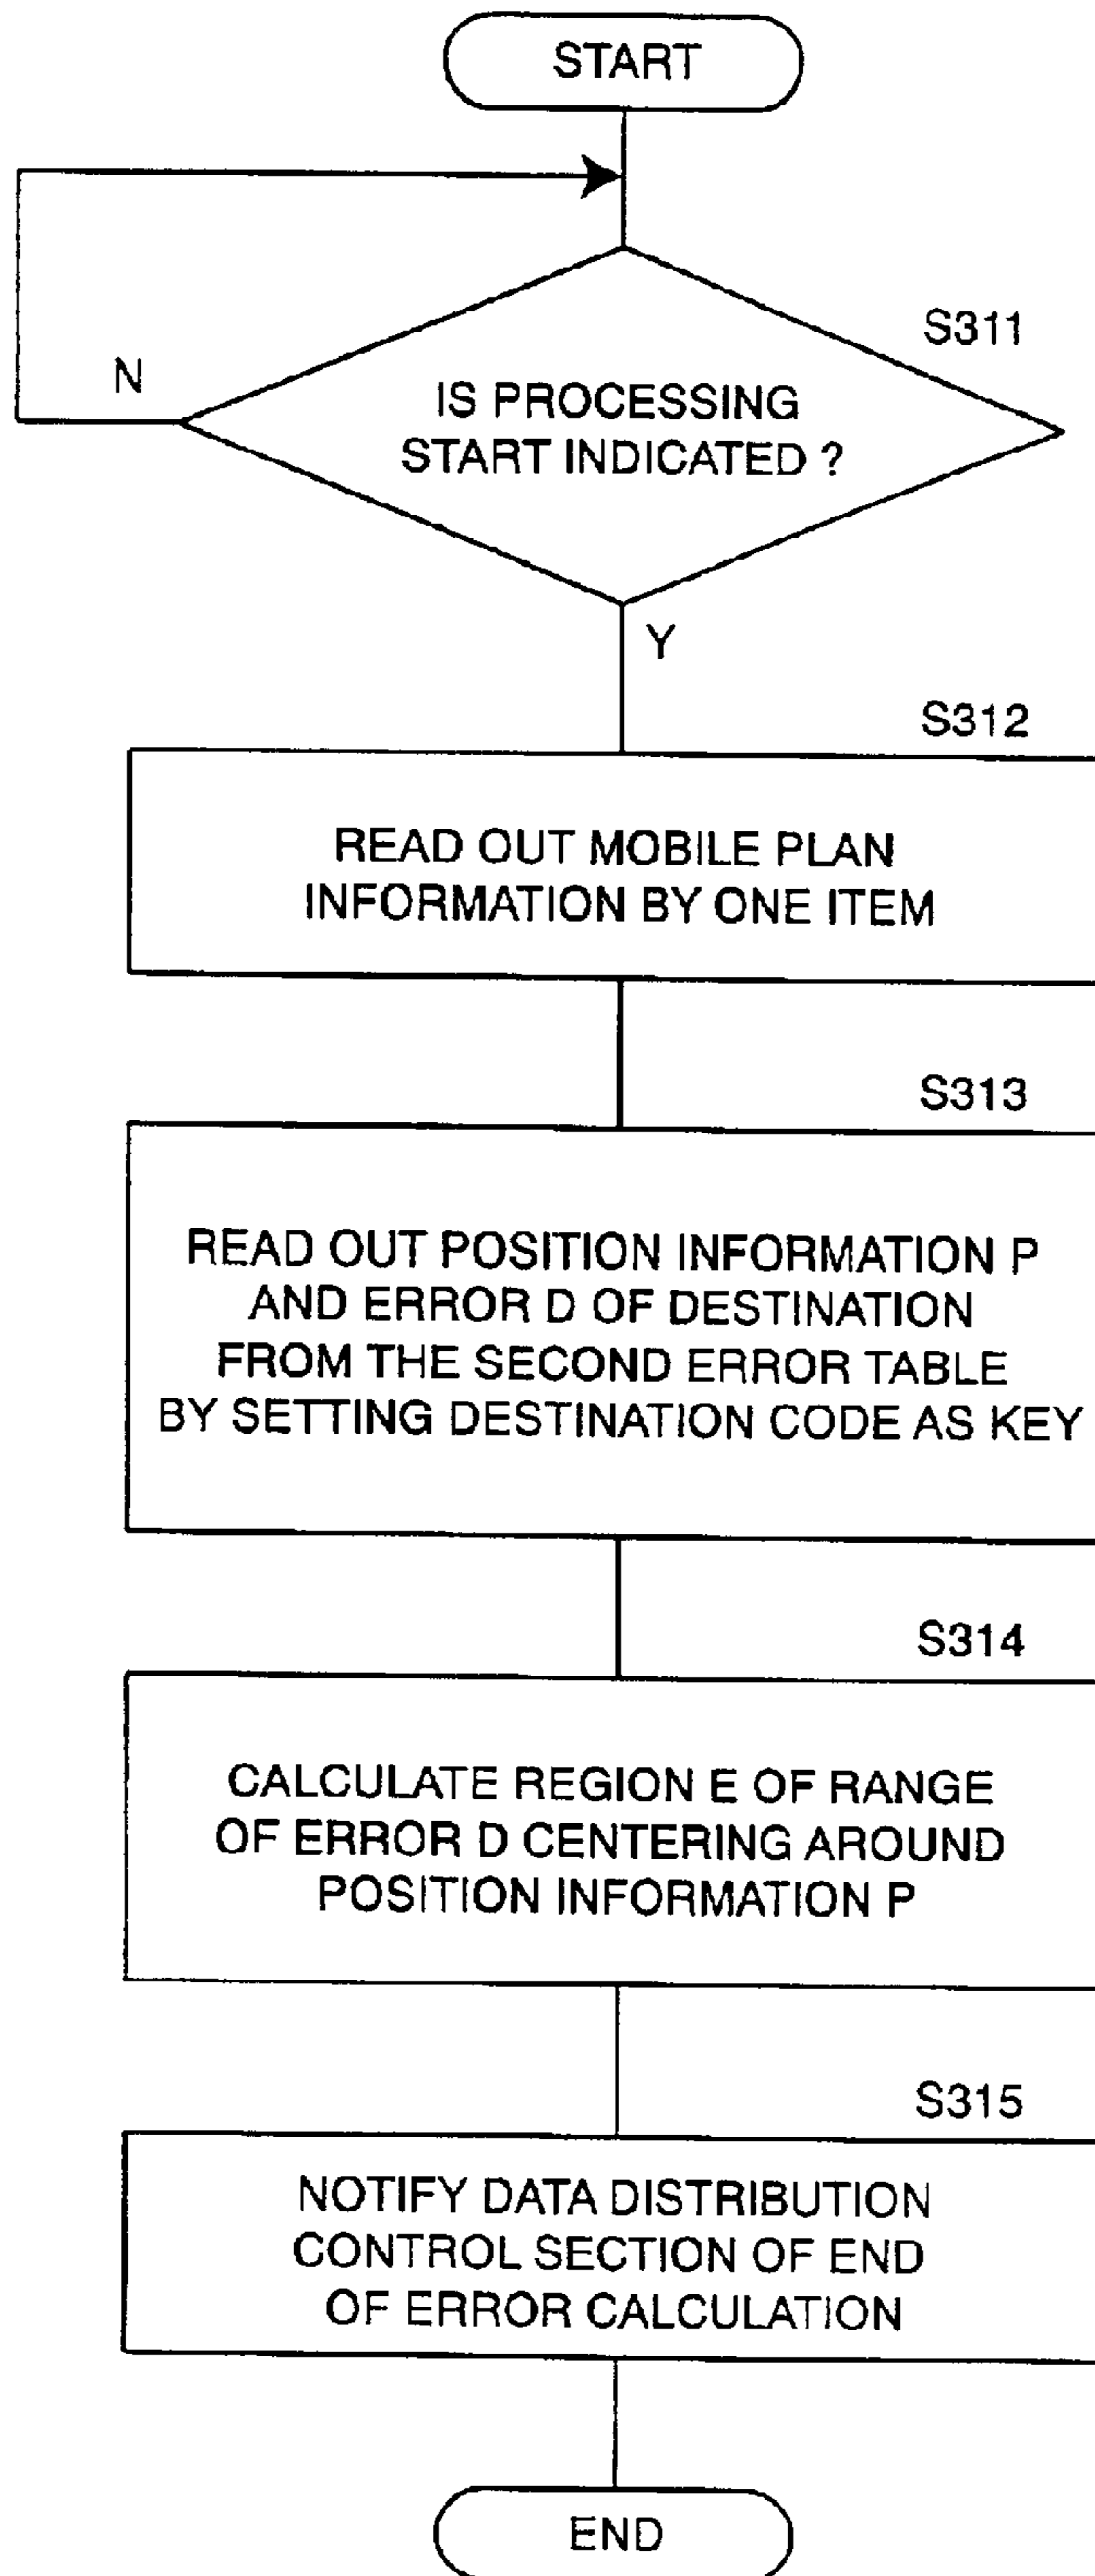 START
S311
N
IS PROCESSING
START INDICATED ?
Y
S312
READ OUT MOBILE PLAN
INFORMATION BY ONE ITEM
S313
READ OUT POSITION INFORMATION P
AND ERROR D OF DESTINATION
FROM THE SECOND ERROR TABLE
BY SETTING DESTINATION CODE AS KEY
S314
CALCULATE REGION E OF RANGE
OF ERROR D CENTERING AROUND
POSITION INFORMATION P
S315
NOTIFY DATA DISTRIBUTION
CONTROL SECTION OF END
OF ERROR CALCULATION
END